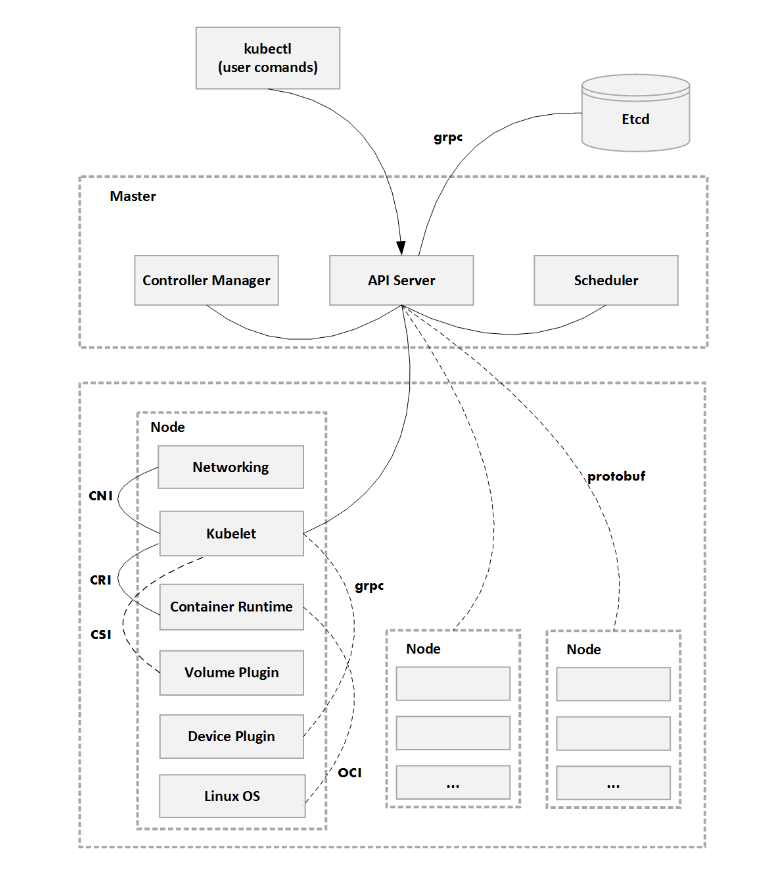 kubectl
(user comands)
Etcd
grpc
Master
Controller Manager
API Server
Scheduler
Node
Networking
CNI
protobuf
Kubelet
CRI
grpc
Container Runtime
CSI
Node
Node
Volume Plugin
Device Plugin
OCI
...
...
Linux OS